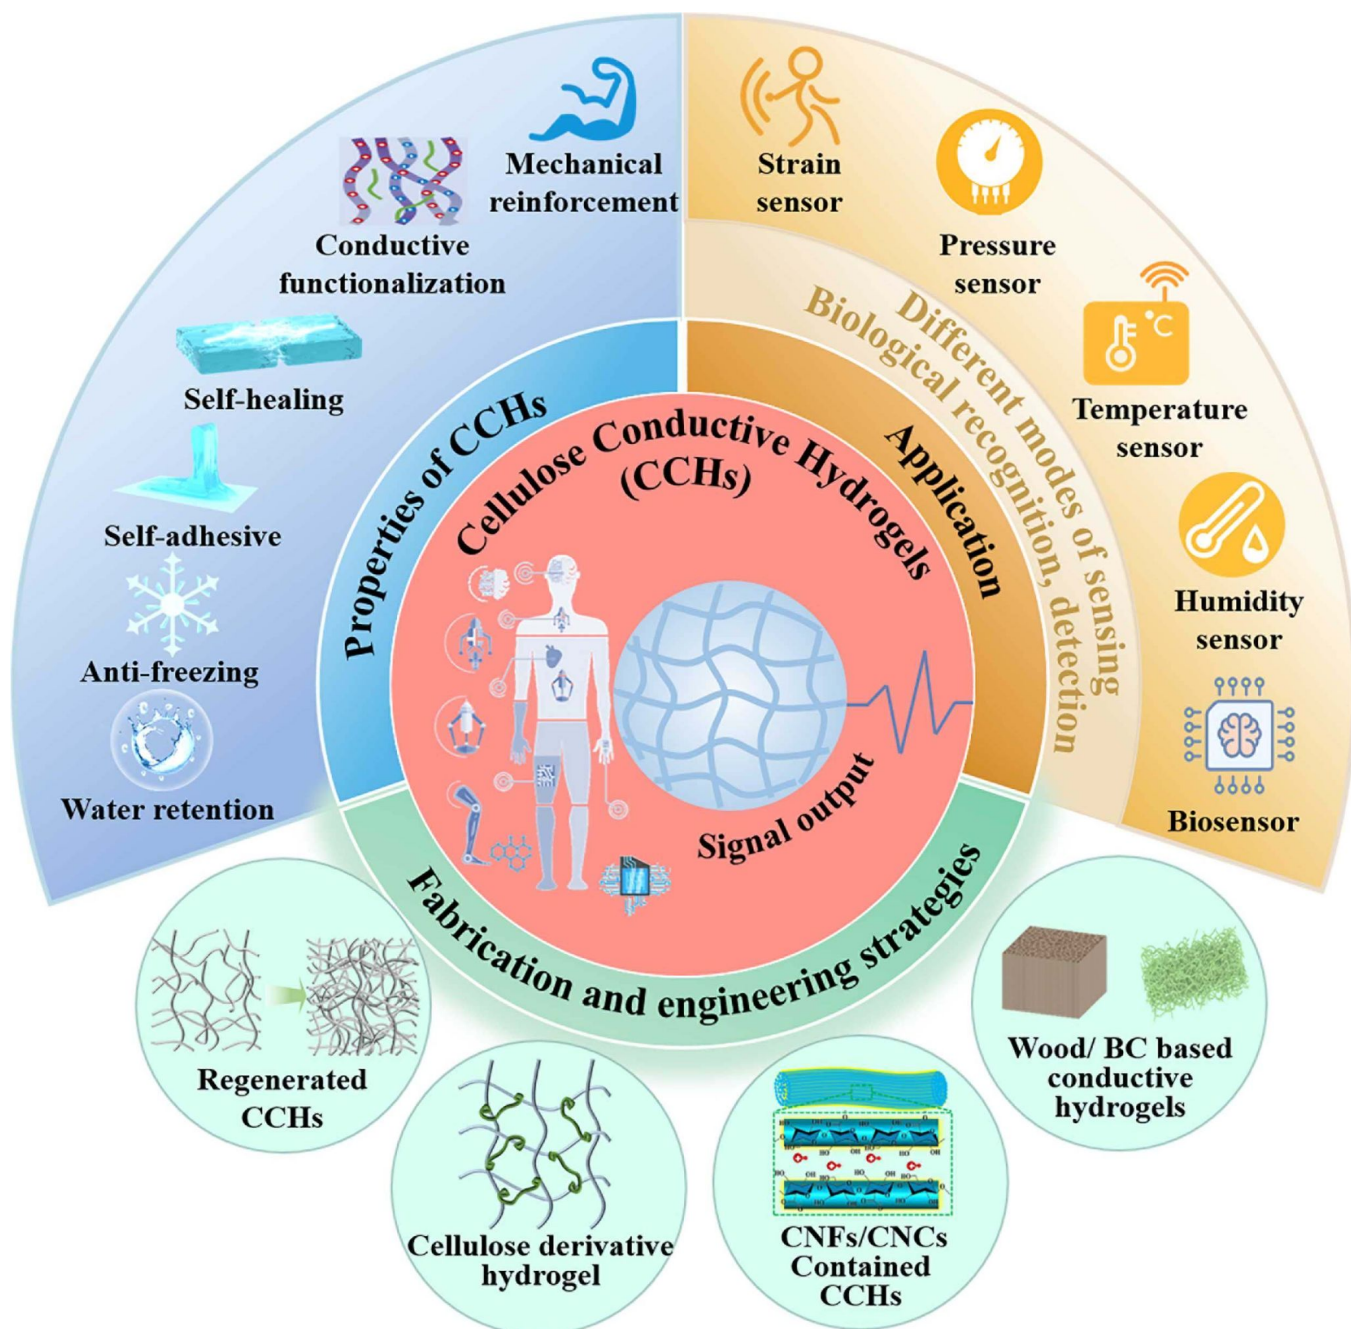 Mechanical
reinforcement
Conductive
functionalization
Self-healing
Self-adhesive
Anti-freezing
Water retention
Strain
sensor
Pressure
sensor
°C
Temperature
sensor
Humidity
sensor
Biosensor
Different modes of sensing
Biological recognition, detection
Properties of CCHs
Application
Fabrication and engineering strategies
Cellulose Conductive Hydrogels
(CCHs)
Signal output
Regenerated
CCHs
Cellulose derivative
hydrogel
CNFs/CNCs
Contained
CCHs
Wood/ BC based
conductive
hydrogels